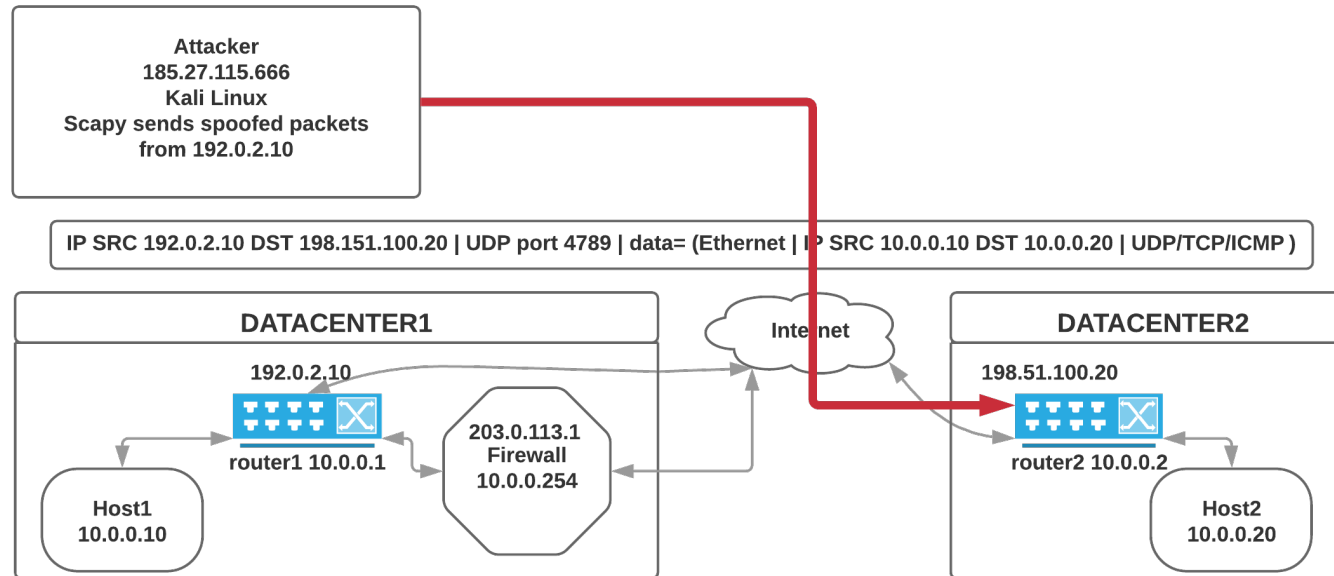 Attacker
185.27.115.666
Kali Linux
Scapy sends spoofed packets
from 192.0.2.10
IP SRC 192.0.2.10 DST 198.151.100.20 | UDP port 4789 | data= (Ethernet | IP SRC 10.0.0.10 DST 10.0.0.20 | UDP/TCP/ICMP )
DATACENTER1
Internet
DATACENTER2
192.0.2.10
198.51.100.20
203.0.113.1
Firewall
10.0.0.254
router1 10.0.0.1
router2 10.0.0.2
Host1
10.0.0.10
Host2
10.0.0.20